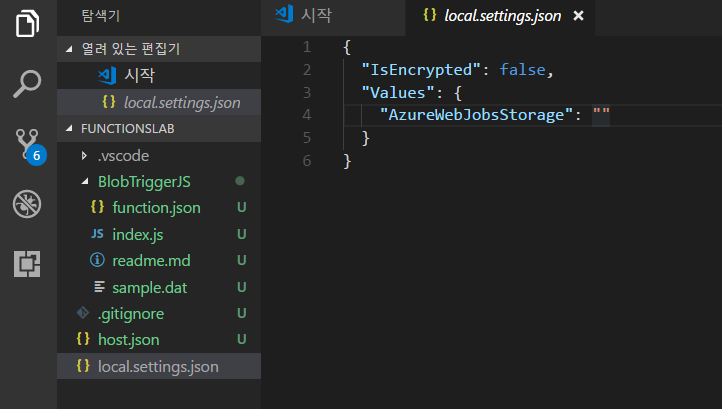 탐색기
열려 있는 편집기
시작
{} local.settings.json
FUNCTIONSLAB
.vscode
BlobTriggerJS
{} function.json U
JS index.js U
readme.md U
sample.dat U
.gitignore U
{} host.json U
{} local.settings.json
6
시작
{} local.settings.json ×
1 {
2 "IsEncrypted": false,
3 "Values": {
4 "AzureWebJobsStorage": ""
5 }
6 }